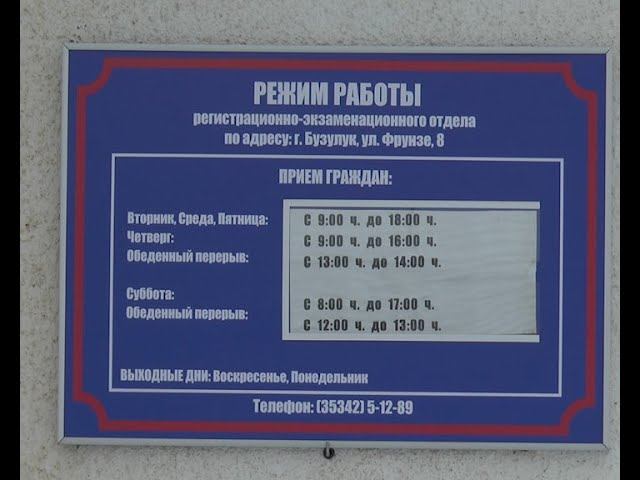 РЕЖИМ РАБОТЫ
регистрационно-экзаменационного отдела
по адресу: г. Бузулук, ул. Фрунзе, 8
ПРИЕМ ГРАЖДАН:
Вторник, Среда, Пятница: С 9:00 ч. до 18:00 ч.
Четверг: С 9:00 ч. до 16:00 ч.
Обеденный перерыв: С 13:00 ч. до 14:00 ч.
Суббота: С 8:00 ч. до 17:00 ч.
Обеденный перерыв: С 12:00 ч. до 13:00 ч.
ВЫХОДНЫЕ ДНИ: Воскресенье, Понедельник
Телефон: (35342) 5-12-89